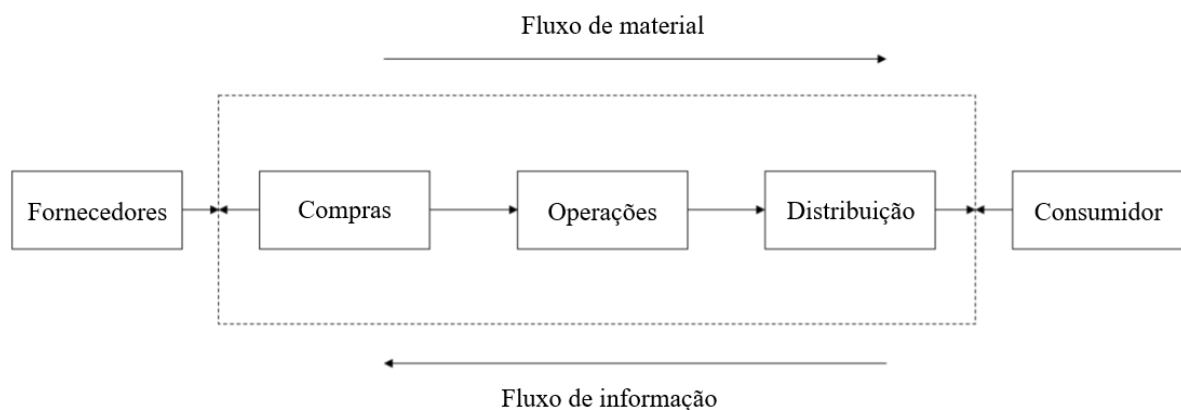 Fluxo de material
Fornecedores
Compras
Operações
Distribuição
Consumidor
Fluxo de informação